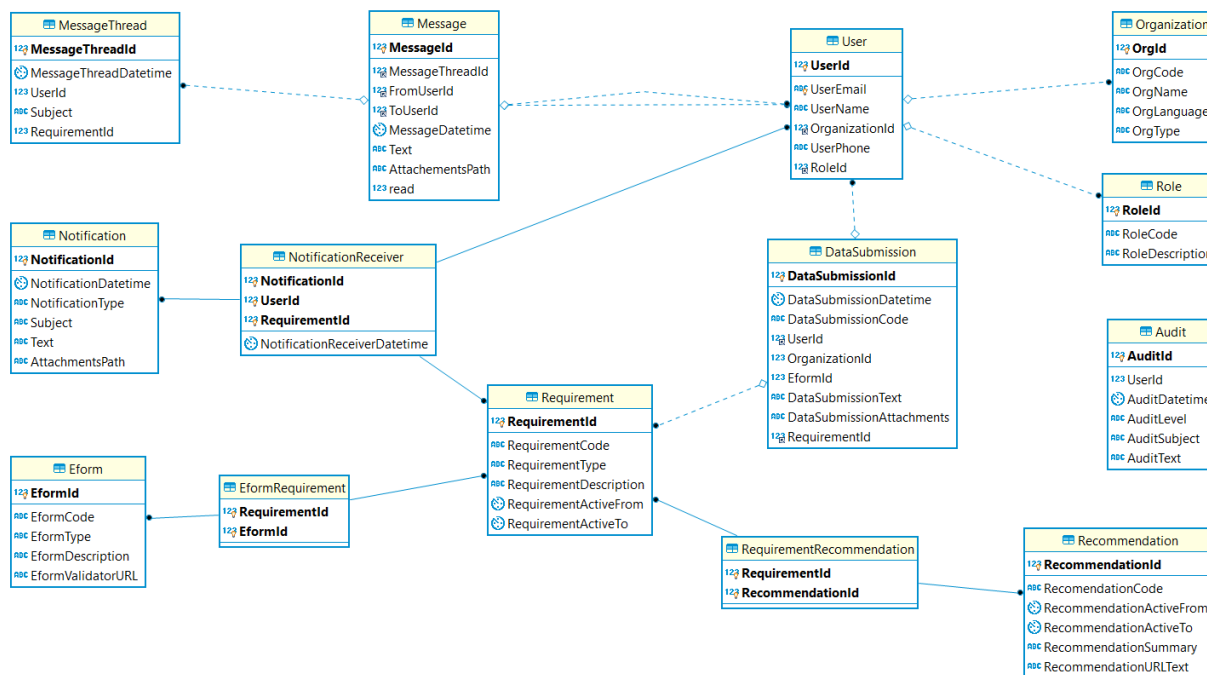 MessageThread
MessageThreadId
MessageThreadDatetime
UserId
Subject
RequirementId
Message
MessageId
MessageThreadId
FromUserId
ToUserId
MessageDatetime
Text
AttachementsPath
read
User
UserId
UserEmail
UserName
OrganizationId
UserPhone
RoleId
Organization
OrgId
OrgCode
OrgName
OrgLanguage
OrgType
Role
RoleId
RoleCode
RoleDescription
Notification
NotificationId
NotificationDatetime
NotificationType
Subject
Text
AttachmentsPath
NotificationReceiver
NotificationId
UserId
RequirementId
NotificationReceiverDatetime
DataSubmission
DataSubmissionId
DataSubmissionDatetime
DataSubmissionCode
UserId
OrganizationId
EformId
DataSubmissionText
DataSubmissionAttachments
RequirementId
Audit
AuditId
UserId
AuditDatetime
AuditLevel
AuditSubject
AuditText
Requirement
RequirementId
RequirementCode
RequirementType
RequirementDescription
RequirementActiveFrom
RequirementActiveTo
Eform
EformId
EformCode
EformType
EformDescription
EformValidatorURL
EformRequirement
RequirementId
EformId
RequirementRecommendation
RequirementId
RecommendationId
Recommendation
RecommendationId
RecomendationCode
RecommendationActiveFrom
RecommendationActiveTo
RecommendationSummary
RecommendationURLText